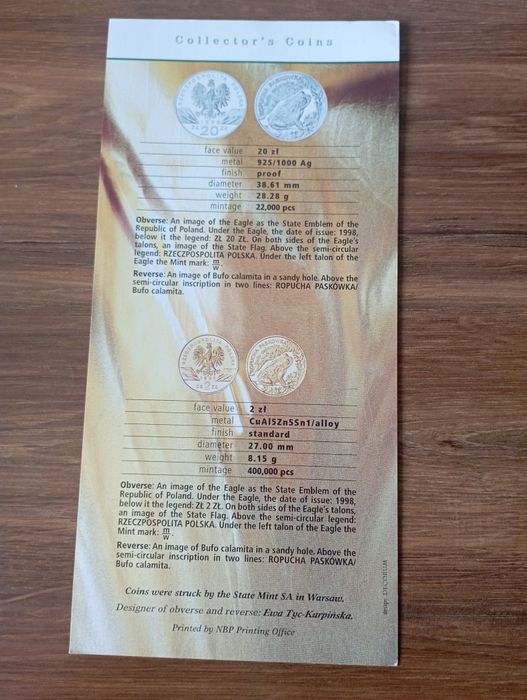 Collector's Coins
face value 20 zł
metal 925/1000 Ag
finish proof
diameter 38.61 mm
weight 28.28 g
mintage 22,000 pcs
Obverse: An image of the Eagle as the State Emblem of the
Republic of Poland. Under the Eagle, the date of issue: 1998,
below it the legend: ZŁ 20 ZŁ. On both sides of the Eagle's
talons, an image of the State Flag. Above the semi-circular
legend: RZECZPOSPOLITA POLSKA. Under the left talon of the
Eagle the Mint mark: m/w.
Reverse: An image of Bufo calamita in a sandy hole. Above the
semi-circular inscription in two lines: ROPUCHA PASKÓWKA/
Bufo calamita.
face value 2 zł
metal CuAl5Zn5Sn1/alloy
finish standard
diameter 27.00 mm
weight 8.15 g
mintage 400,000 pcs
Obverse: An image of the Eagle as the State Emblem of the
Republic of Poland. Under the Eagle, the date of issue: 1998,
below it the legend: ZŁ 2 ZŁ. On both sides of the Eagle's talons,
an image of the State Flag. Above the semi-circular legend:
RZECZPOSPOLITA POLSKA. Under the left talon of the Eagle the
Mint mark: m/w.
Reverse: An image of Bufo calamita in a sandy hole. Above the
semi-circular inscription in two lines: ROPUCHA PASKÓWKA/
Bufo calamita.
Coins were struck by the State Mint SA in Warsaw.
Designer of obverse and reverse: Ewa Tyc-Karpińska.
Printed by NBP Printing Office